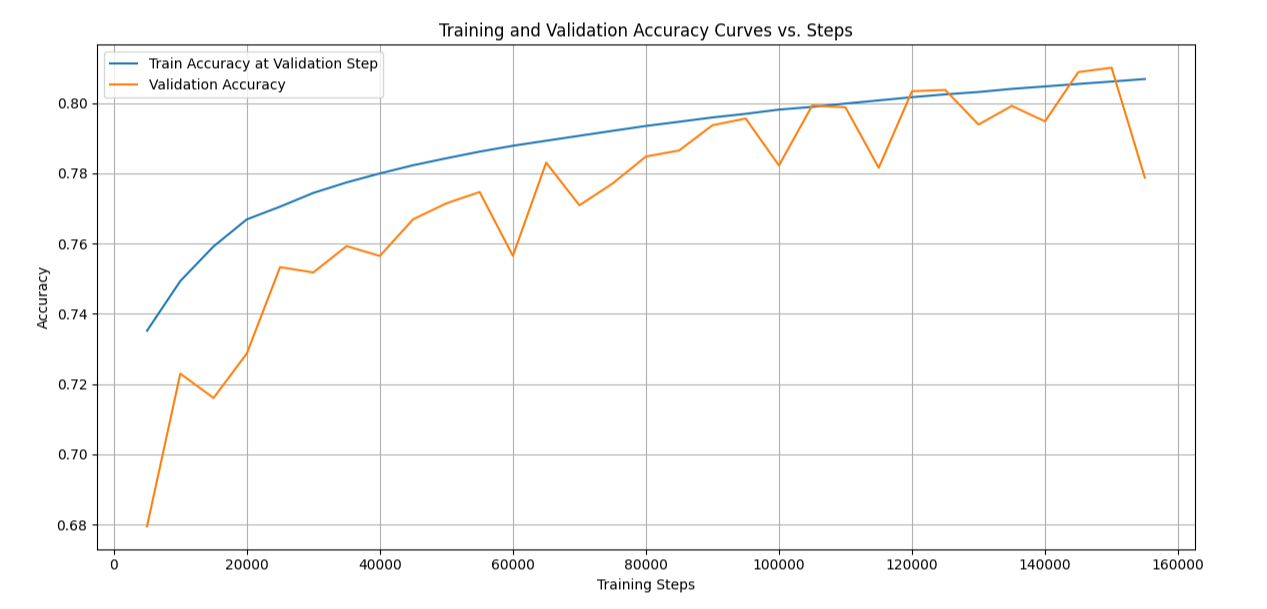 Training and Validation Accuracy Curves vs. Steps
Train Accuracy at Validation Step
Validation Accuracy
Accuracy
0.80
0.78
0.76
0.74
0.72
0.70
0.68
0 20000 40000 60000 80000 100000 120000 140000 160000
Training Steps